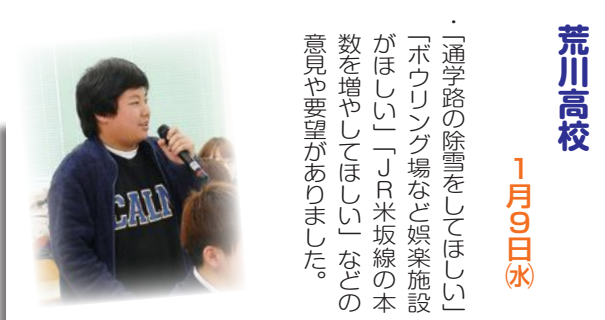 荒川高校
1月9日㈬
・「通学路の除雪をしてほしい」
「ボウリング場など娯楽施設
がほしい」「JR米坂線の本
数を増やしてほしい」などの
意見や要望がありました。
CALN